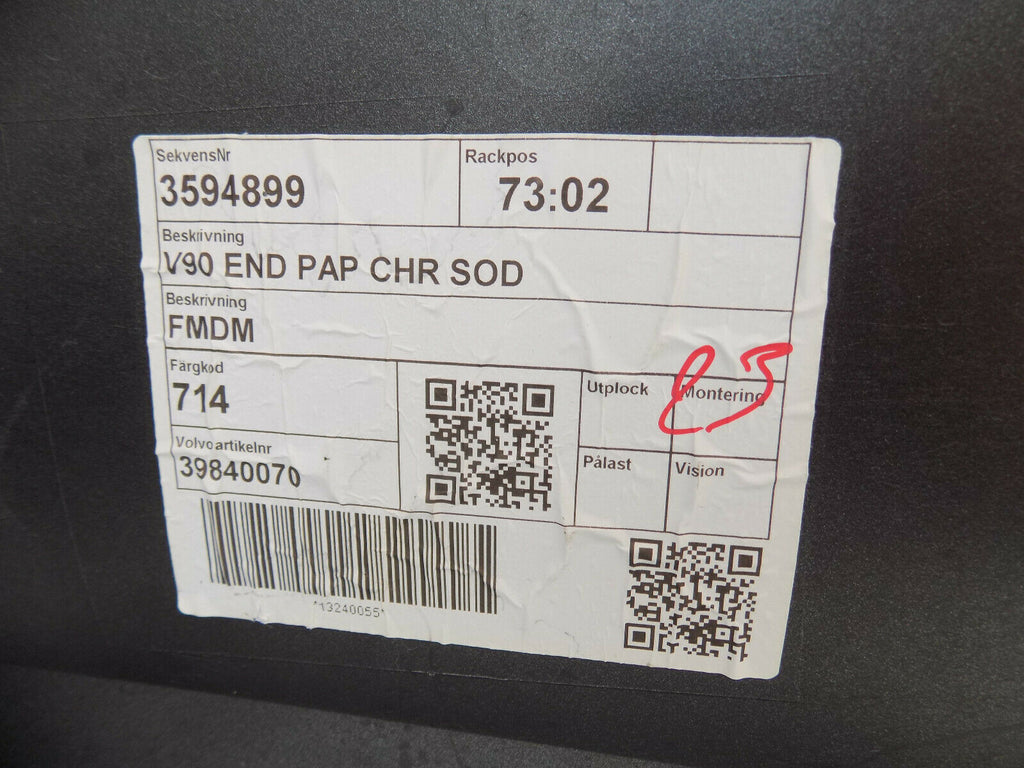 SekvensNr
3594899
Rackpos
73:02
Beskrivning
V90 END PAP CHR SOD
Beskrivning
FMDM
Färgkod
714
Utplock
Montering
Volvo artikelnr
39840070
Pålast
Vision
*13240055*